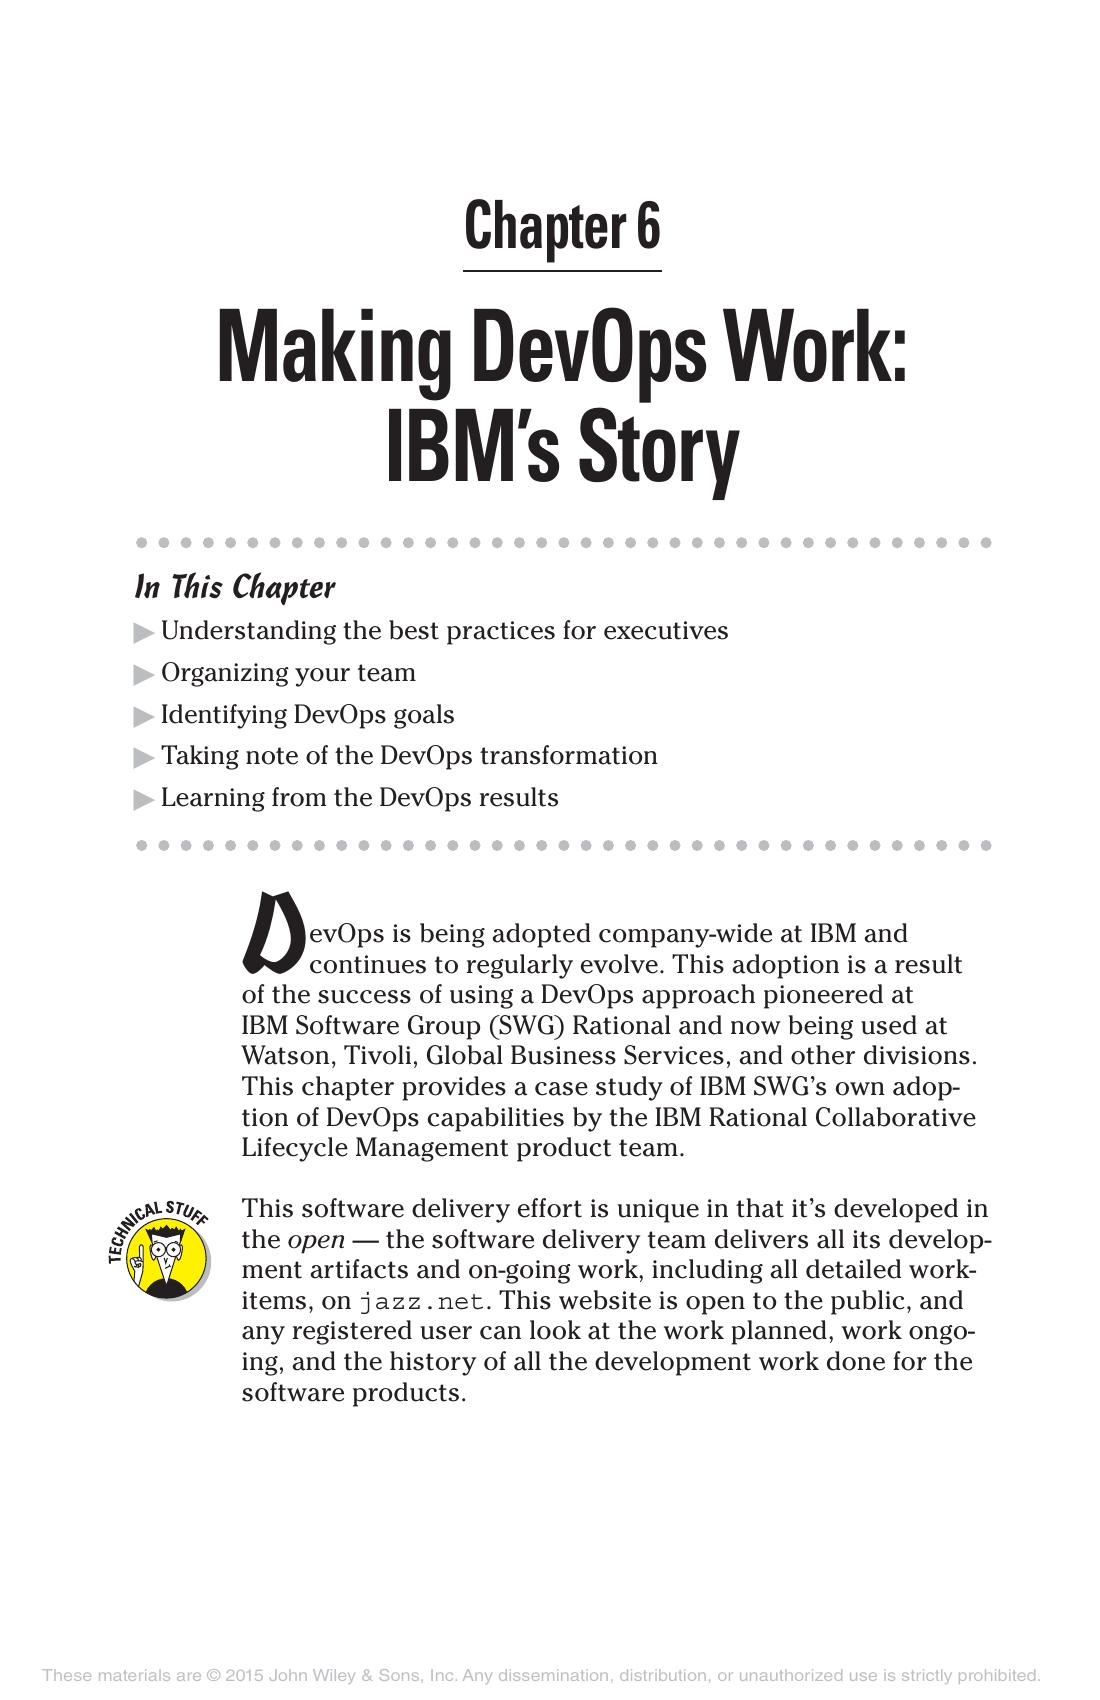 Chapter 6
Making DevOps Work:
IBM's Story
In This Chapter
▶ Understanding the best practices for executives
▶ Organizing your team
▶ Identifying DevOps goals
▶ Taking note of the DevOps transformation
▶ Learning from the DevOps results
DevOps is being adopted company-wide at IBM and
continues to regularly evolve. This adoption is a result
of the success of using a DevOps approach pioneered at
IBM Software Group (SWG) Rational and now being used at
Watson, Tivoli, Global Business Services, and other divisions.
This chapter provides a case study of IBM SWG's own adop-
tion of DevOps capabilities by the IBM Rational Collaborative
Lifecycle Management product team.
TECHNICAL STUFF
This software delivery effort is unique in that it's developed in
the open — the software delivery team delivers all its develop-
ment artifacts and on-going work, including all detailed work-
items, on jazz.net. This website is open to the public, and
any registered user can look at the work planned, work ongo-
ing, and the history of all the development work done for the
software products.
These materials are © 2015 John Wiley & Sons, Inc. Any dissemination, distribution, or unauthorized use is strictly prohibited.